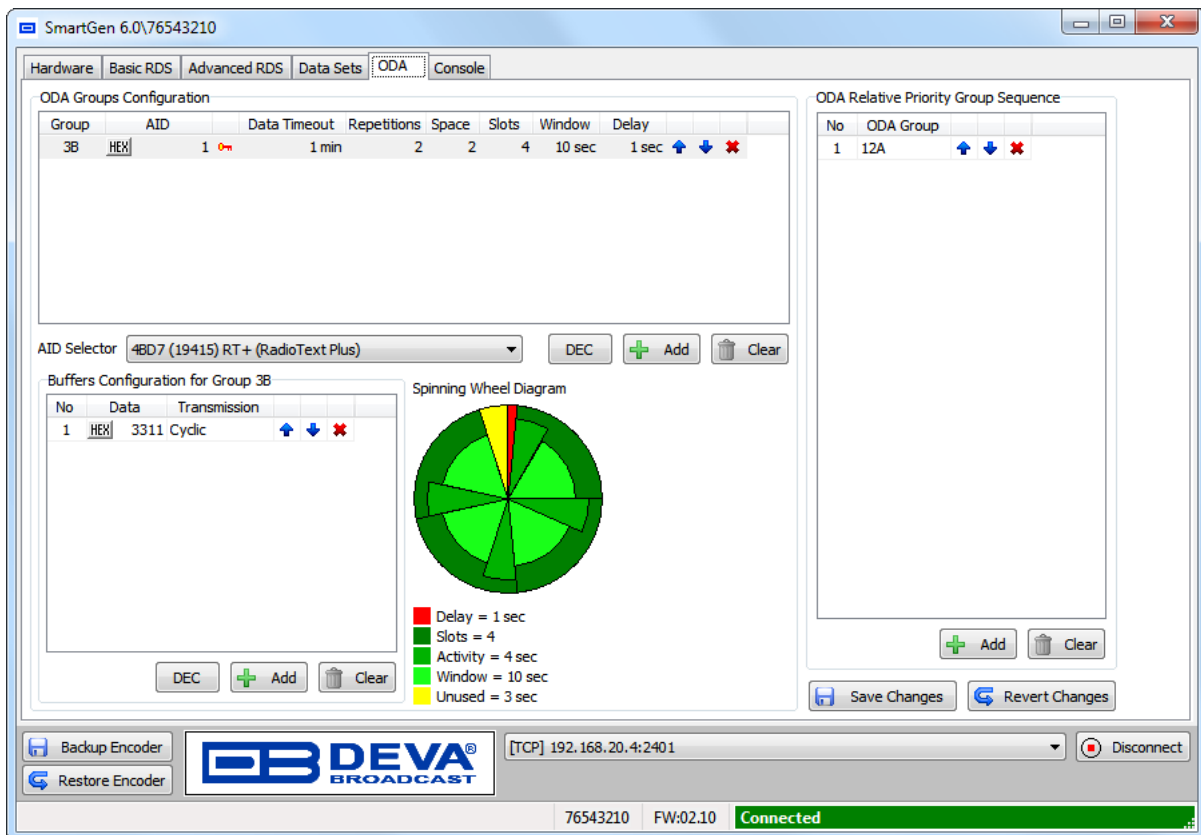 SmartGen 6.0\76543210
Hardware Basic RDS Advanced RDS Data Sets ODA Console
ODA Groups Configuration
Group AID Data Timeout Repetitions Space Slots Window Delay
3B HEX 1 1 min 2 2 4 10 sec 1 sec
AID Selector 4BD7 (19415) RT+ (RadioText Plus) DEC Add Clear
Buffers Configuration for Group 3B
No Data Transmission
1 HEX 3311 Cyclic
DEC Add Clear
Spinning Wheel Diagram
Delay = 1 sec
Slots = 4
Activity = 4 sec
Window = 10 sec
Unused = 3 sec
ODA Relative Priority Group Sequence
No ODA Group
1 12A
Add Clear
Save Changes Revert Changes
Backup Encoder
Restore Encoder
DEVA®
BROADCAST
[TCP] 192.168.20.4:2401
Disconnect
76543210 FW:02.10 Connected